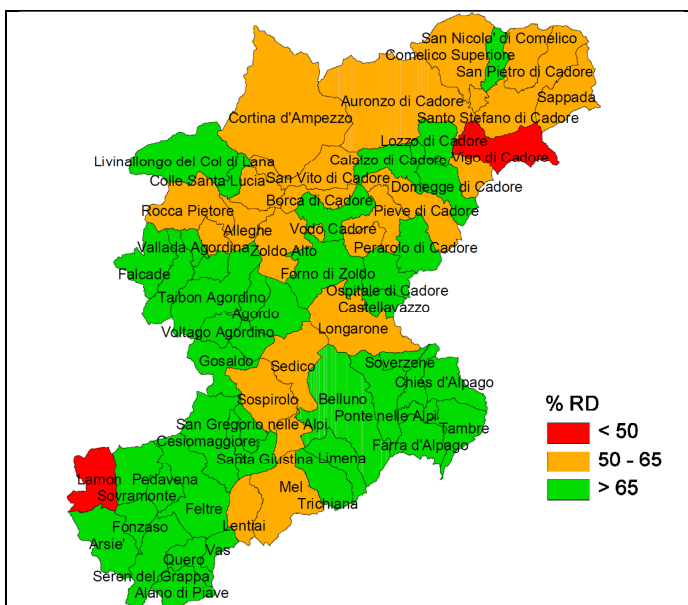 San Nicolo' di Comelico
Comelico Superiore
San Pietro di Cadore
Sappada
Auronzo di Cadore
Cortina d'Ampezzo
Santo Stefano di Cadore
Lozzo di Cadore
Livinallongo del Col di Lana
Calalzo di Cadore
Vigo di Cadore
Colle Santa Lucia
San Vito di Cadore
Domegge di Cadore
Borca di Cadore
Rocca Pietore
Pieve di Cadore
Alleghe
Vodo Cadore
Vallada Agordina
Zoldo Alto
Perarolo di Cadore
Falcade
Forno di Zoldo
Ospitale di Cadore
Taibon Agordino
Castellavazzo
Agordo
Voltago Agordino
Longarone
Gosaldo
Sedico
Soverzene
Chies d'Alpago
Sospirolo
Belluno
% RD
San Gregorio nelle Alpi
Ponte nelle Alpi
Tambre
< 50
Cesiomaggiore
Farra d'Alpago
Santa Giustina
Limena
50 - 65
Lamon
Pedavena
Mel
> 65
Sovramonte
Trichiana
Feltre
Fonzaso
Lentiai
Arsie'
Vas
Quero
Seren del Grappa
Alano di Piave